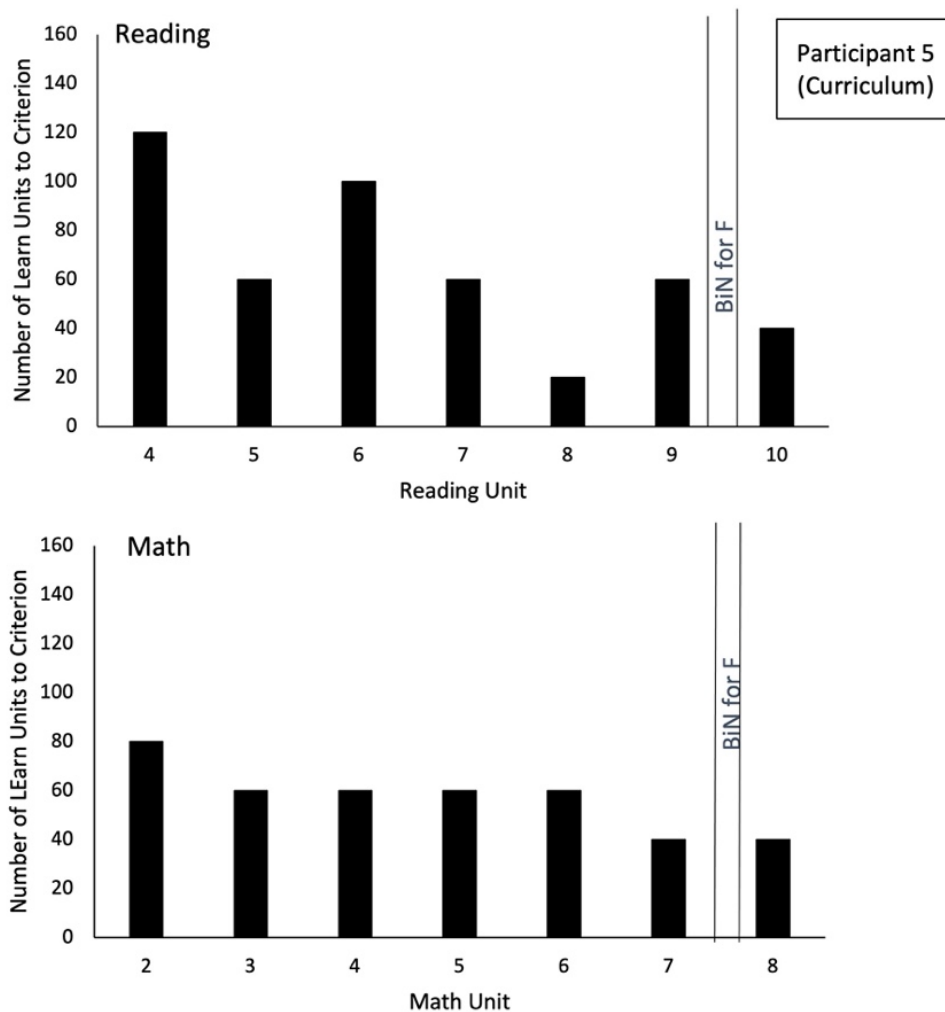 Reading
Participant 5
(Curriculum)
Number of Learn Units to Criterion
160
140
120
100
80
60
40
20
0
BiN for F
4 5 6 7 8 9 10
Reading Unit
Math
Number of LEarn Units to Criterion
160
140
120
100
80
60
40
20
0
BiN for F
2 3 4 5 6 7 8
Math Unit